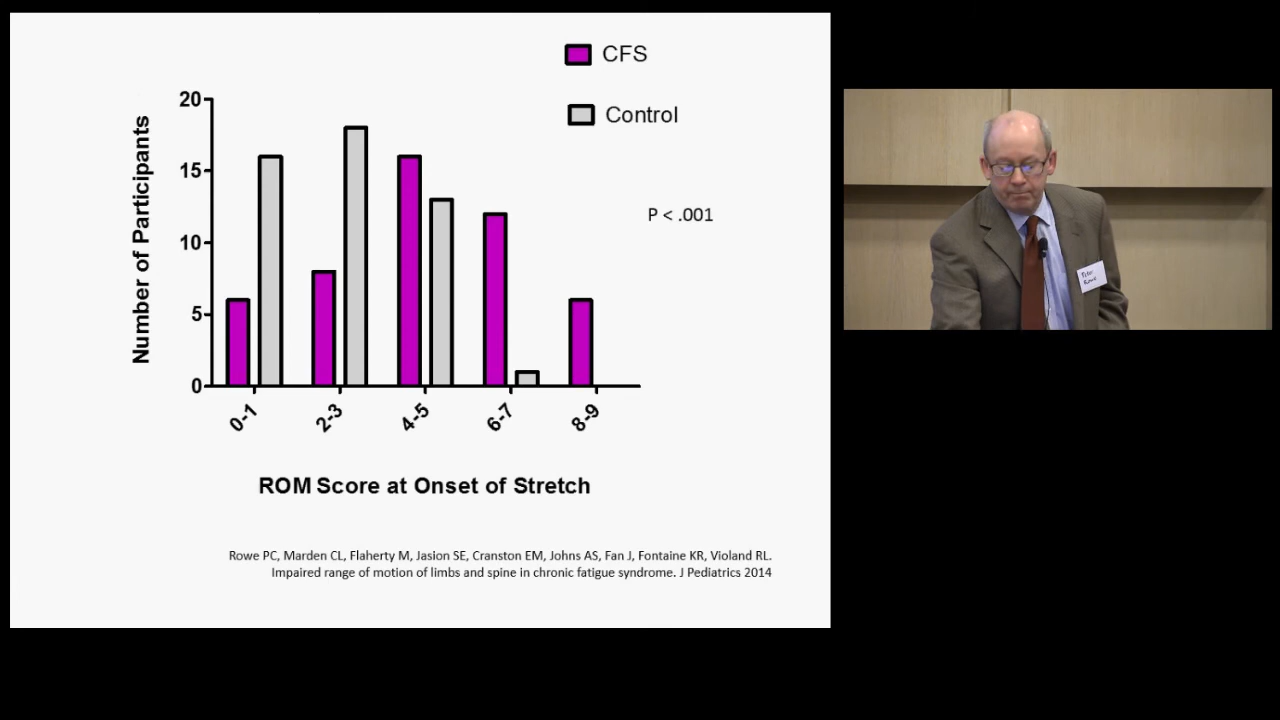 CFS
Control
20
15
10
5
0
Number of Participants
P < .001
0-1
2-3
4-5
6-7
8-9
ROM Score at Onset of Stretch
Rowe PC, Marden CL, Flaherty M, Jasion SE, Cranston EM, Johns AS, Fan J, Fontaine KR, Violand RL.
Impaired range of motion of limbs and spine in chronic fatigue syndrome. J Pediatrics 2014
Peter
Rowe